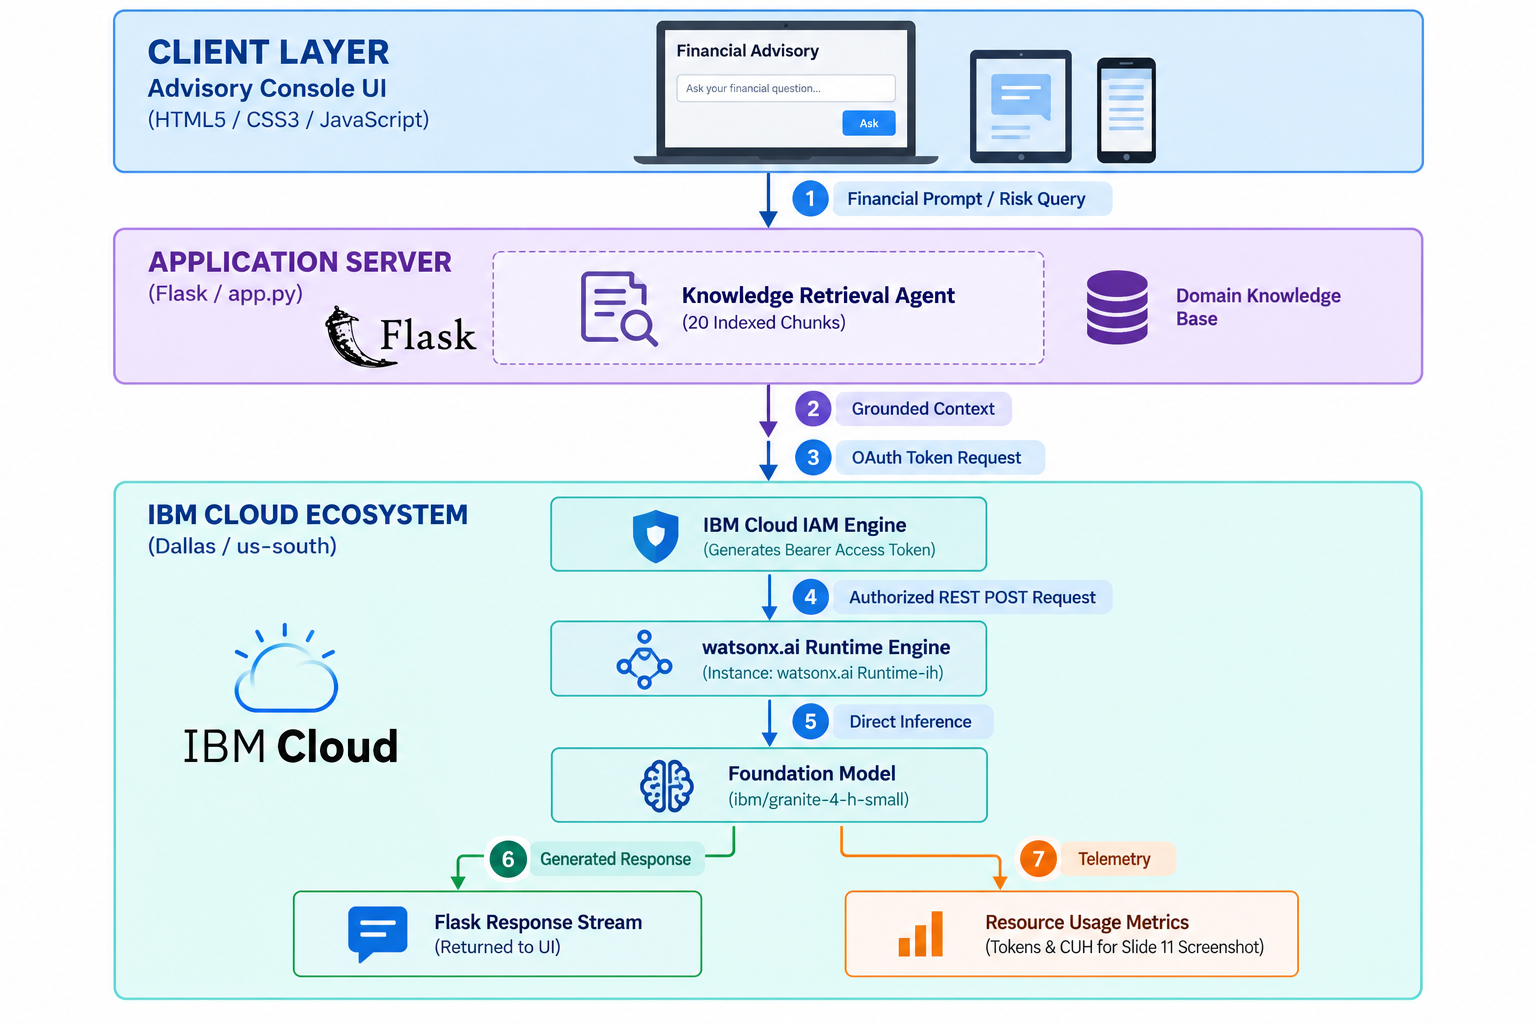 CLIENT LAYER
Advisory Console UI
(HTML5 / CSS3 / JavaScript)
Financial Advisory
Ask your financial question...
Ask
1 Financial Prompt / Risk Query
APPLICATION SERVER
(Flask / app.py)
Flask
Knowledge Retrieval Agent
(20 Indexed Chunks)
Domain Knowledge
Base
2 Grounded Context
3 OAuth Token Request
IBM CLOUD ECOSYSTEM
(Dallas / us-south)
IBM Cloud
IBM Cloud IAM Engine
(Generates Bearer Access Token)
4 Authorized REST POST Request
watsonx.ai Runtime Engine
(Instance: watsonx.ai Runtime-ih)
5 Direct Inference
Foundation Model
(ibm/granite-4-h-small)
6 Generated Response
7 Telemetry
Flask Response Stream
(Returned to UI)
Resource Usage Metrics
(Tokens & CUH for Slide 11 Screenshot)